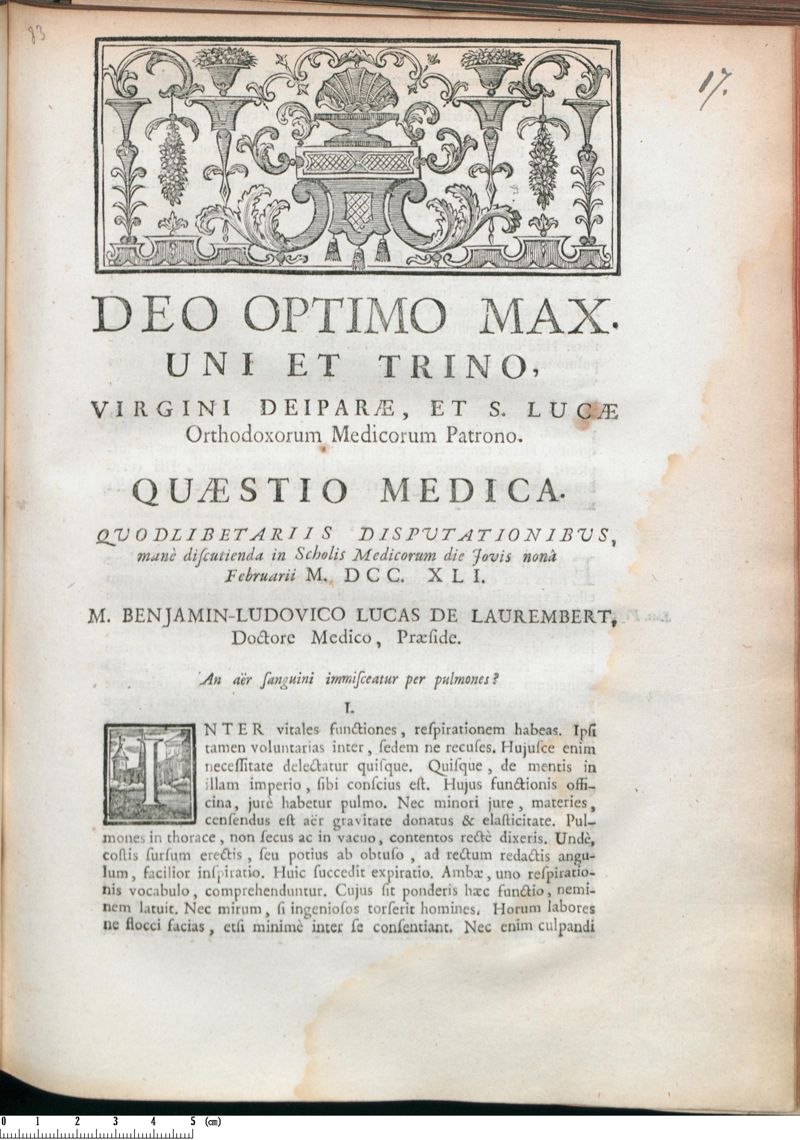 83
17.
DEO OPTIMO MAX.
UNI ET TRINO,
VIRGINI DEIPARÆ, ET S. LUCÆ
Orthodoxorum Medicorum Patrono.
QUÆSTIO MEDICA.
QUODLIBETARIIS DISPUTATIONIBUS,
manè diſcutienda in Scholis Medicorum die Jovis nonâ
Februarii M. DCC. XLI.
M. BENJAMIN-LUDOVICO LUCAS DE LAUREMBERT,
Doctore Medico, Præſide.
An aër ſanguini immiſceatur per pulmones?
I.
INTER vitales functiones, reſpirationem habeas. Ipſi
tamen voluntarias inter, ſedem ne recuſes. Hujuſce enim
neceſſitate delectatur quiſque. Quiſque, de mentis in
illam imperio, ſibi conſcius eſt. Hujus functionis offi-
cina, jurè habetur pulmo. Nec minori jure, materies,
cenſendus eſt aër gravitate donatus & elaſticitate. Pul-
mones in thorace, non ſecus ac in vacuo, contentos rectè dixeris. Undè,
coſtis ſurſum erectis, ſeu potius ab obtuſo, ad rectum redactis angu-
lum, facilior inſpiratio. Huic ſuccedit expiratio. Ambæ, uno reſpiratio-
nis vocabulo, comprehenduntur. Cujus ſit ponderis hæc functio, nemi-
nem latuit. Nec mirum, ſi ingenioſos torſerit homines. Horum labores
ne flocci facias, etſi minimè inter ſe conſentiant. Nec enim culpandi
0 1 2 3 4 5 (cm)